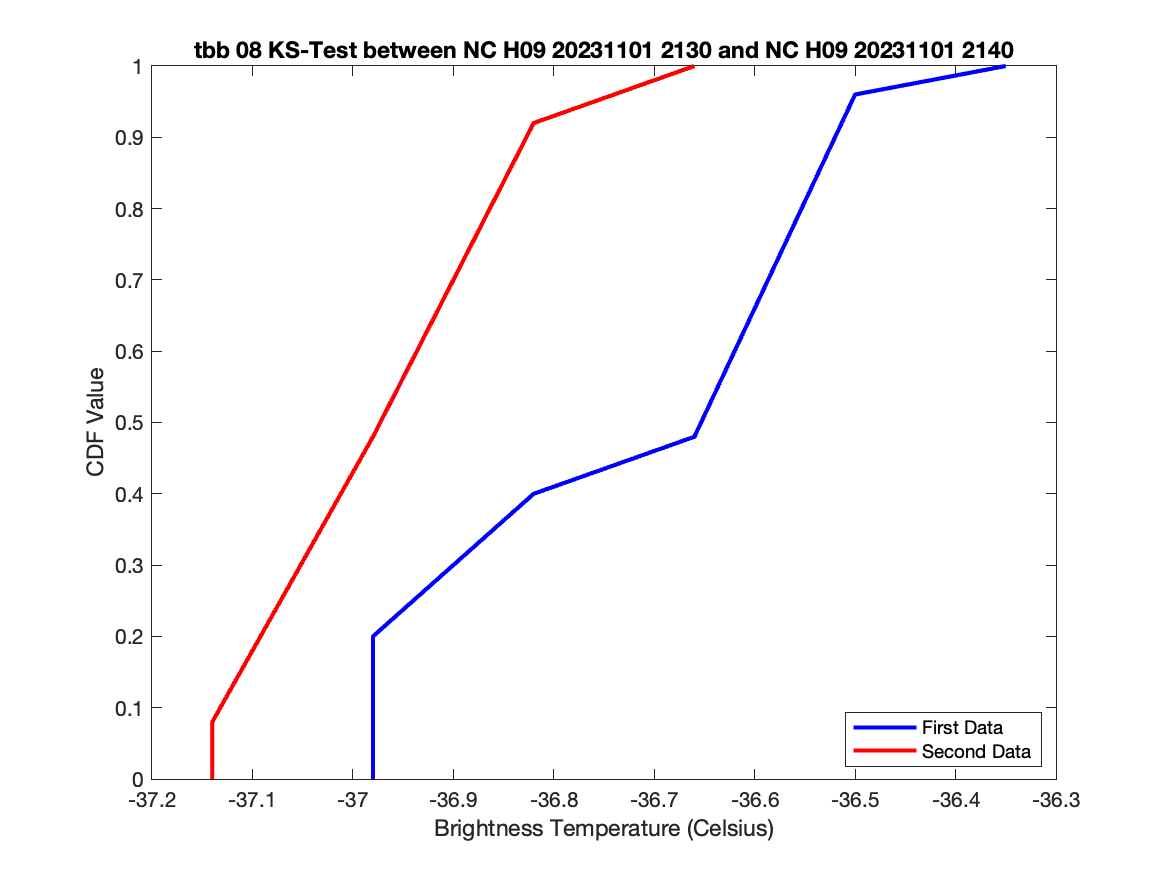 tbb 08 KS-Test between NC H09 20231101 2130 and NC H09 20231101 2140
1
0.9
0.8
0.7
0.6
0.5
0.4
0.3
0.2
0.1
0
CDF Value
First Data
Second Data
-37.2 -37.1 -37 -36.9 -36.8 -36.7 -36.6 -36.5 -36.4 -36.3
Brightness Temperature (Celsius)